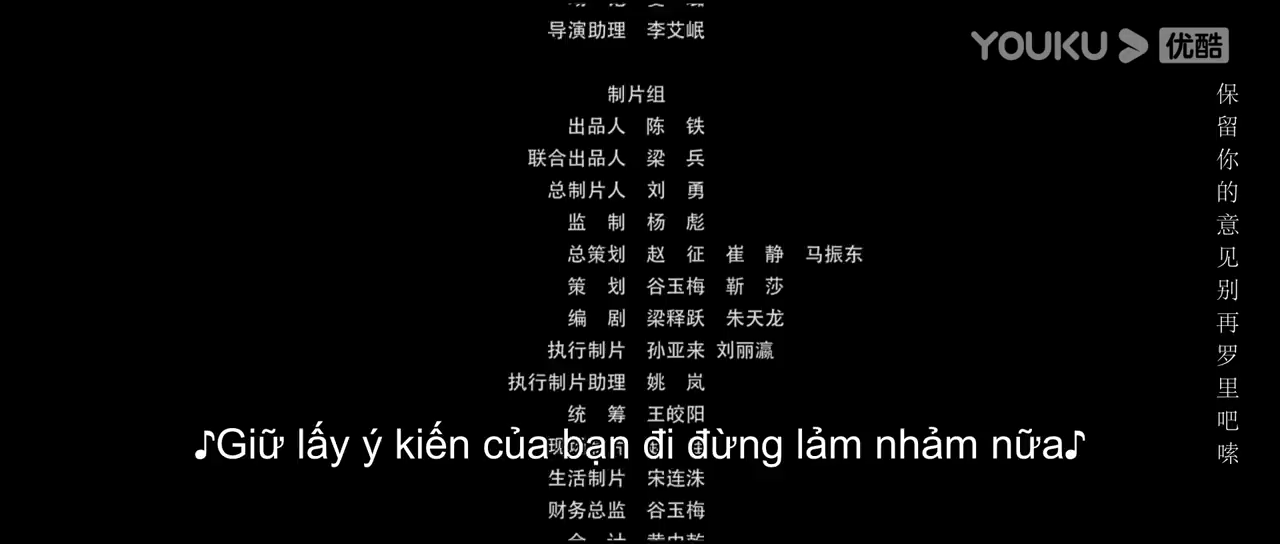 导演助理 李艾岷
YOUKU 优酷
制片组
出品人 陈 铁
联合出品人 梁 兵
总制片人 刘 勇
监 制 杨 彪
总策划 赵 征 崔 静 马振东
策 划 谷玉梅 靳 莎
编 剧 梁释跃 朱天龙
执行制片 孙亚来 刘丽瀛
执行制片助理 姚 岚
统 筹 王皎阳
♪Giữ lấy ý kiến của bạn đi đừng lảm nhảm nữa♪
生活制片 宋连洙
财务总监 谷玉梅
保留你的意见别再罗里吧嗦